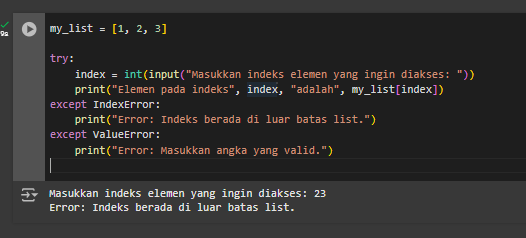 9s
my_list = [1, 2, 3]
try:
    index = int(input("Masukkan indeks elemen yang ingin diakses: "))
    print("Elemen pada indeks", index, "adalah", my_list[index])
except IndexError:
    print("Error: Indeks berada di luar batas list.")
except ValueError:
    print("Error: Masukkan angka yang valid.")
Masukkan indeks elemen yang ingin diakses: 23
Error: Indeks berada di luar batas list.